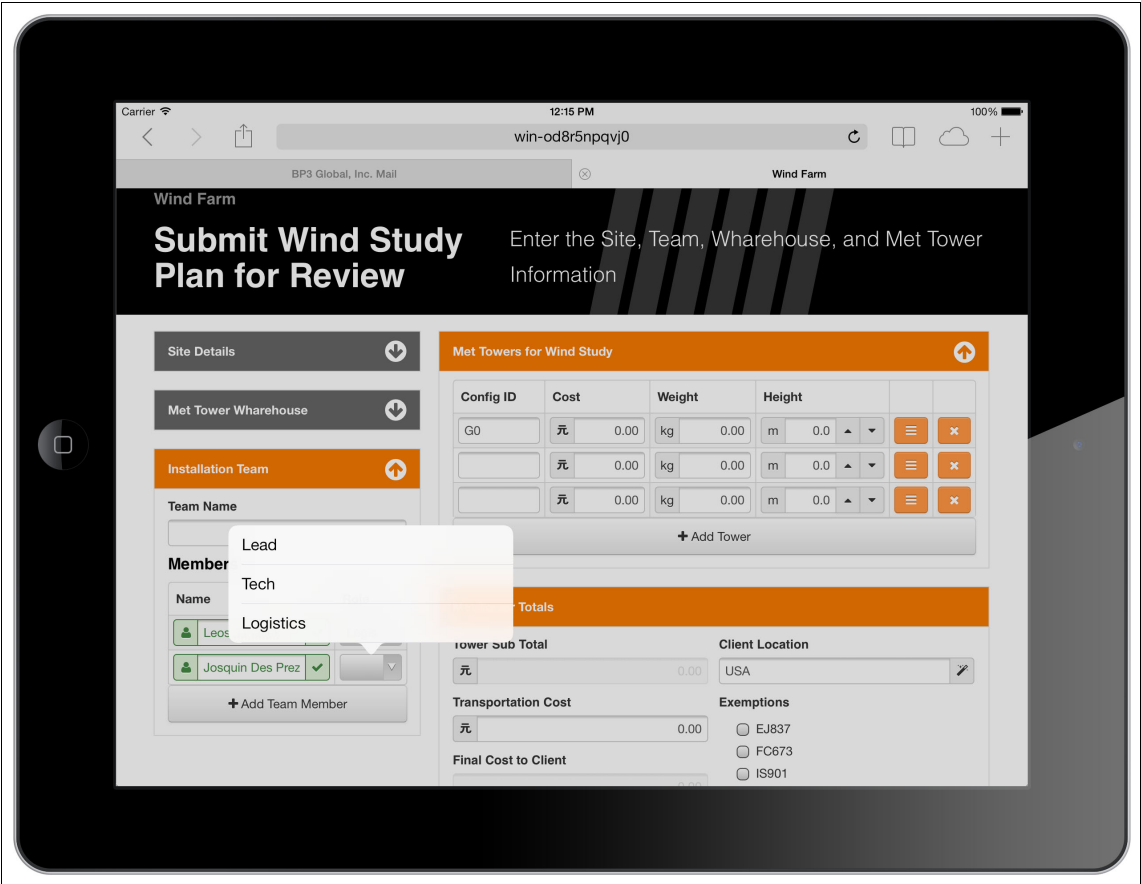 Carrier
12:15 PM
100%
win-od8r5npqvj0
BP3 Global, Inc. Mail
Wind Farm
Wind Farm
Submit Wind Study
Plan for Review
Enter the Site, Team, Wharehouse, and Met Tower
Information
Site Details
Met Tower Wharehouse
Installation Team
Team Name
Member
Name
Leos
Josquin Des Prez
+ Add Team Member
Lead
Tech
Logistics
Met Towers for Wind Study
Config ID Cost Weight Height
G0 元 0.00 kg 0.00 m 0.0
元 0.00 kg 0.00 m 0.0
元 0.00 kg 0.00 m 0.0
+ Add Tower
Totals
Tower Sub Total
元 0.00
Transportation Cost
元 0.00
Final Cost to Client
0.00
Client Location
USA
Exemptions
EJ837
FC673
IS901